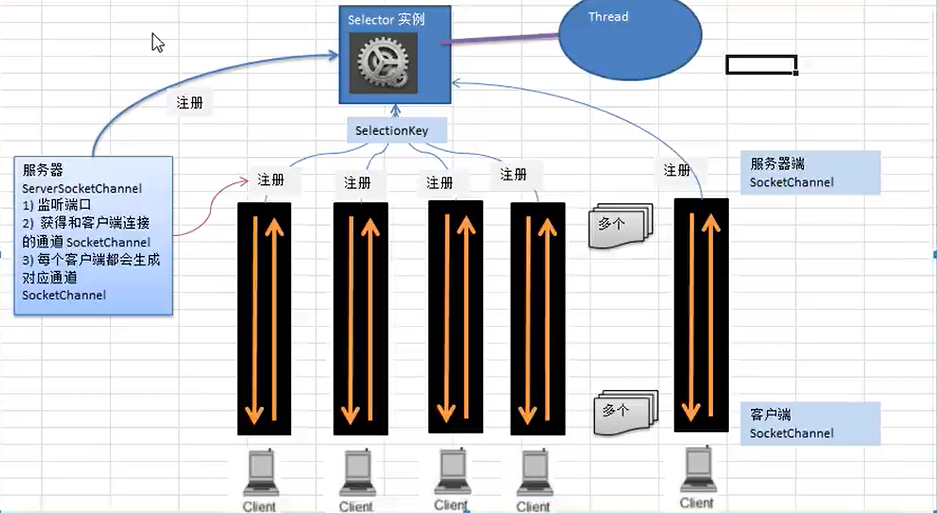 Selector 实例
Thread
注册
SelectionKey
服务器
ServerSocketChannel
1) 监听端口
2) 获得和客户端连接
的通道 SocketChannel
3) 每个客户端都会生成
对应通道
SocketChannel
注册
注册
注册
注册
注册
服务器端
SocketChannel
多个
多个
客户端
SocketChannel
Client
Client
Client
Client
Client